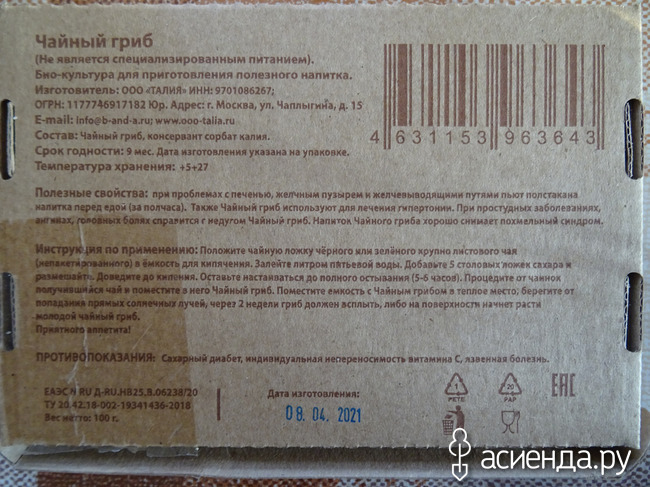 Чайный гриб
(Не является специализированным питанием).
Био-культура для приготовления полезного напитка.
Изготовитель: ООО «ТАЛИЯ» ИНН: 9701086267;
ОГРН: 1177746917182 Юр. Адрес: г. Москва, ул. Чаплыгина, д. 15
E-mail: info@b-and-a.ru; www.ooo-talia.ru
Состав: Чайный гриб, консервант сорбат калия.
Срок годности: 9 мес. Дата изготовления указана на упаковке.
Температура хранения: +5+27
4 631153 963643
Полезные свойства: при проблемах с печенью, желчным пузырем и желчевыводящими путями пьют полстакана
напитка перед едой (за полчаса). Также Чайный гриб используют для лечения гипертонии. При простудных заболеваниях,
ангинах, головных болях справится с недугом Чайный гриб. Напиток Чайного гриба хорошо снимает похмельный синдром.
Инструкция по применению: Положите чайную ложку чёрного или зелёного крупно листового чая
(непакетированного) в ёмкость для кипячения. Залейте литром питьевой воды. Добавьте 5 столовых ложек сахара и
размешайте. Доведите до кипения. Оставьте настаиваться до полного остывания (5-6 часов). Процедите от чаинок
получившийся чай и поместите в него Чайный гриб. Поместите емкость с Чайным грибом в теплое место; берегите от
попадания прямых солнечных лучей, через 2 недели гриб должен всплыть, либо на поверхности начнет расти
молодой чайный гриб.
Приятного аппетита!
ПРОТИВОПОКАЗАНИЯ: Сахарный диабет, индивидуальная непереносимость витамина С, язвенная болезнь.
ЕАЭС N RU Д-RU.НВ25.В.06238/20
ТУ 20.42.18-002-19341436-2018
Вес нетто: 100 г.
Дата изготовления:
08. 04. 2021
1
PETE
20
PAP
ЕАС
асиенда.ру